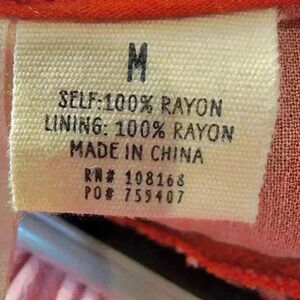 M
SELF:100% RAYON
LINING: 100% RAYON
MADE IN CHINA
RN# 108168
PO# 759407